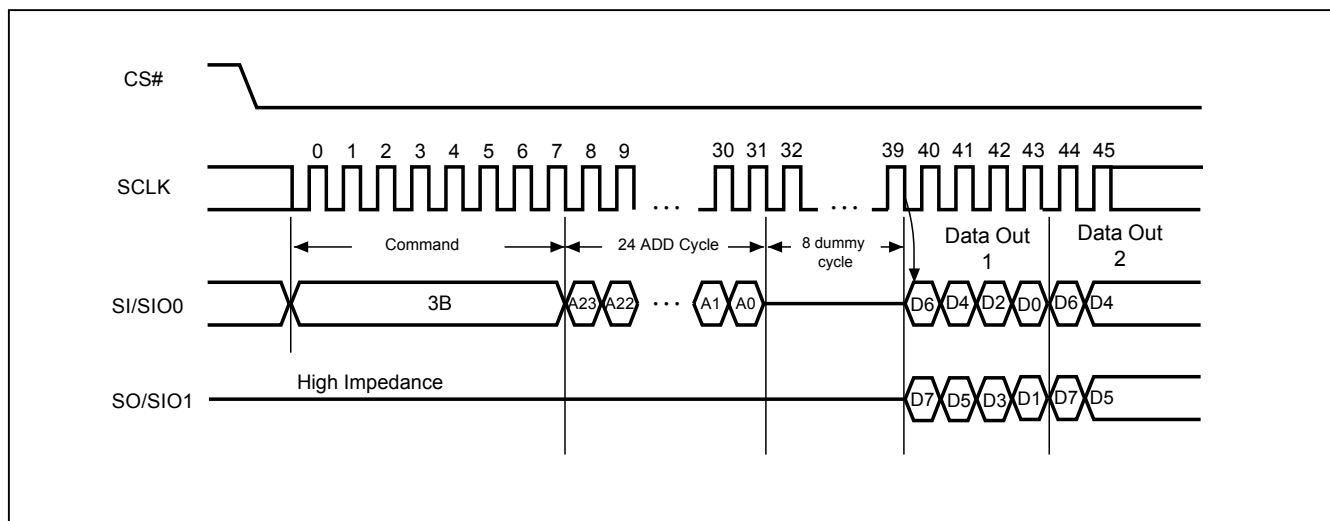 CS#
0 1 2 3 4 5 6 7 8 9 30 31 32 39 40 41 42 43 44 45
SCLK
... ...
Command 24 ADD Cycle 8 dummy cycle Data Out 1 Data Out 2
SI/SIO0 3B A23 A22 ... A1 A0 D6 D4 D2 D0 D6 D4
High Impedance
SO/SIO1 D7 D5 D3 D1 D7 D5